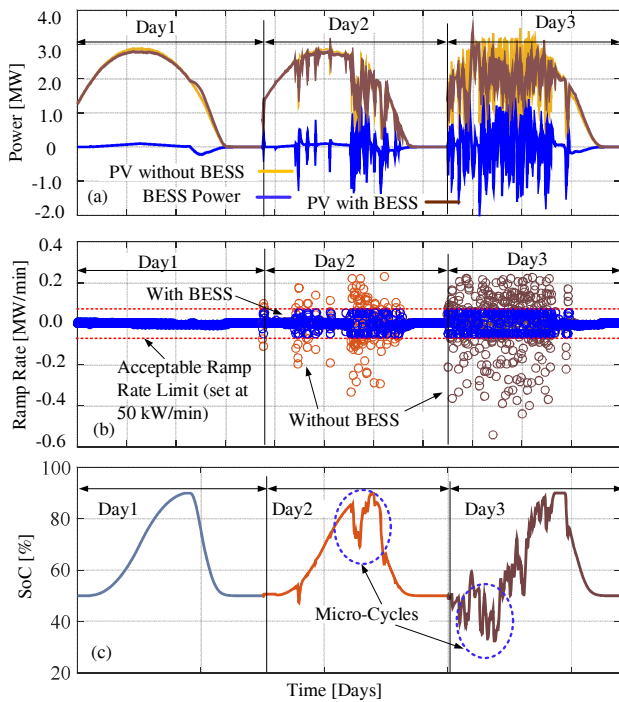 Day1 Day2 Day3
4.0
3.0
2.0
1.0
0
-1.0
2.0
Power [MW]
PV without BESS
BESS Power
PV with BESS
(a)
0.4
0.2
0.0
-0.2
-0.4
-0.6
Ramp Rate [MW/min]
Day1 Day2 Day3
With BESS
Acceptable Ramp
Rate Limit (set at
50 kW/min)
Without BESS
(b)
100
80
60
40
20
SoC [%]
Day1 Day2 Day3
Micro-Cycles
(c)
Time [Days]